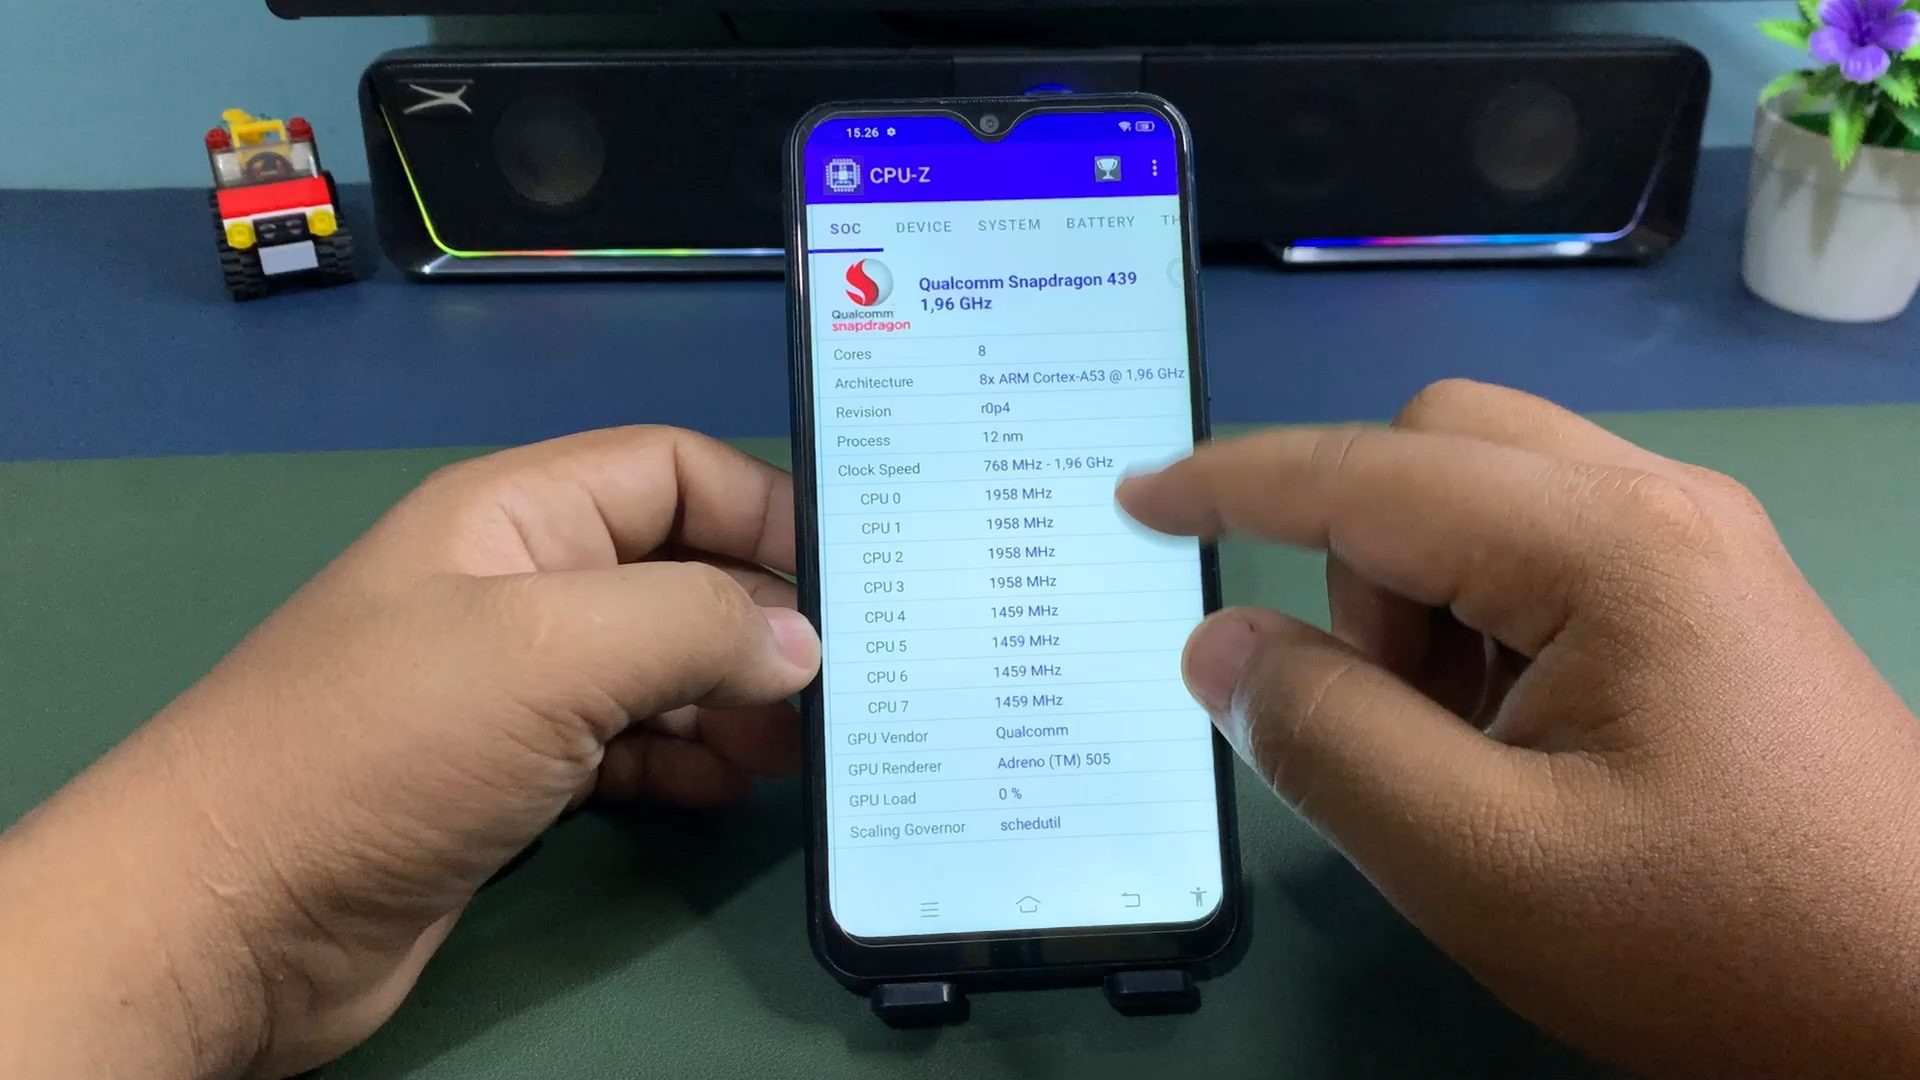 15.26
CPU-Z
SOC DEVICE SYSTEM BATTERY TH
Qualcomm Snapdragon 439
1,96 GHz
Qualcomm
snapdragon
Cores 8
Architecture 8x ARM Cortex-A53 @ 1,96 GHz
Revision r0p4
Process 12 nm
Clock Speed 768 MHz - 1,96 GHz
CPU 0 1958 MHz
CPU 1 1958 MHz
CPU 2 1958 MHz
CPU 3 1958 MHz
CPU 4 1459 MHz
CPU 5 1459 MHz
CPU 6 1459 MHz
CPU 7 1459 MHz
GPU Vendor Qualcomm
GPU Renderer Adreno (TM) 505
GPU Load 0 %
Scaling Governor schedutil